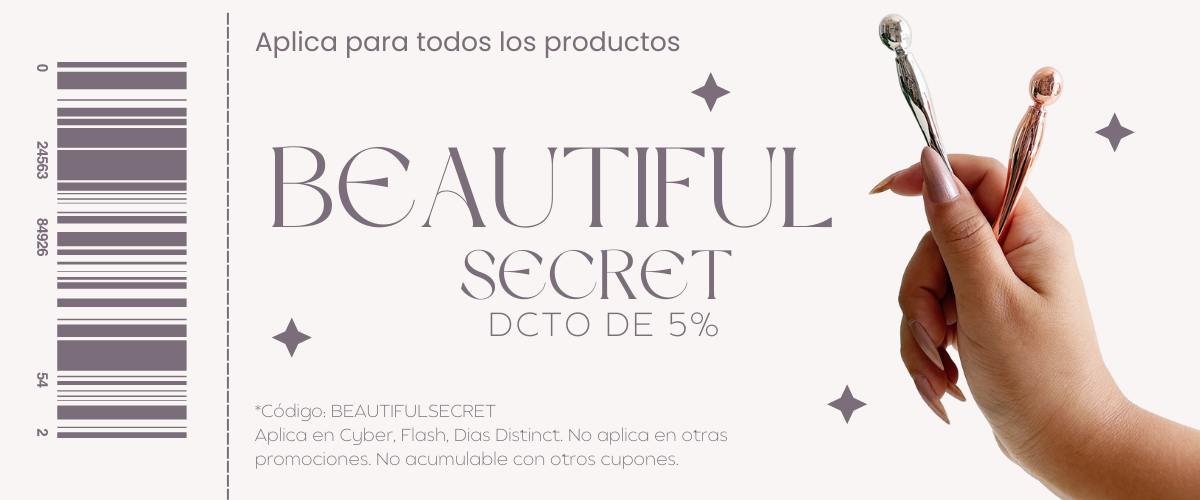 Aplica para todos los productos
BEAUTIFUL
SECRET
DCTO DE 5%
*Código: BEAUTIFULSECRET
Aplica en Cyber, Flash, Dias Distinct. No aplica en otras
promociones. No acumulable con otros cupones.
0
24563
84926
54
2